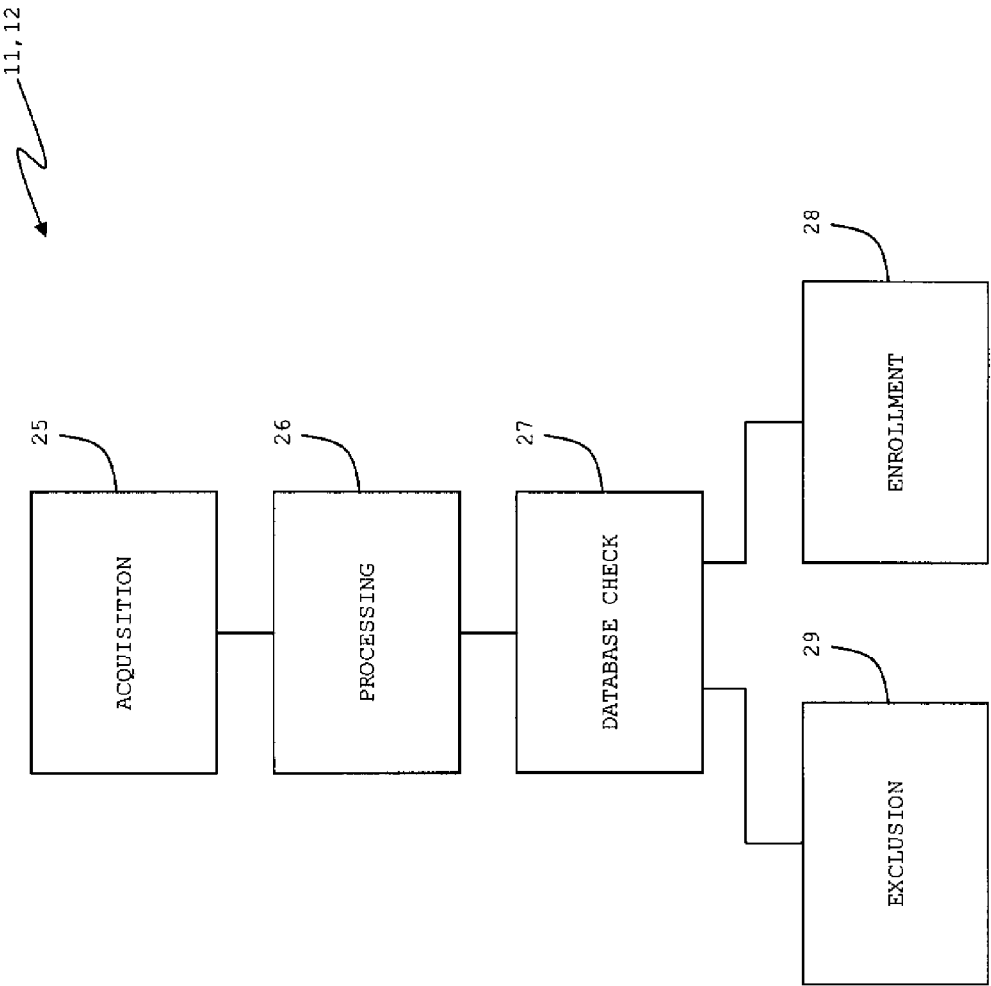 11,12
25
ACQUISITION
26
PROCESSING
27
DATABASE CHECK
28
ENROLLMENT
29
EXCLUSION